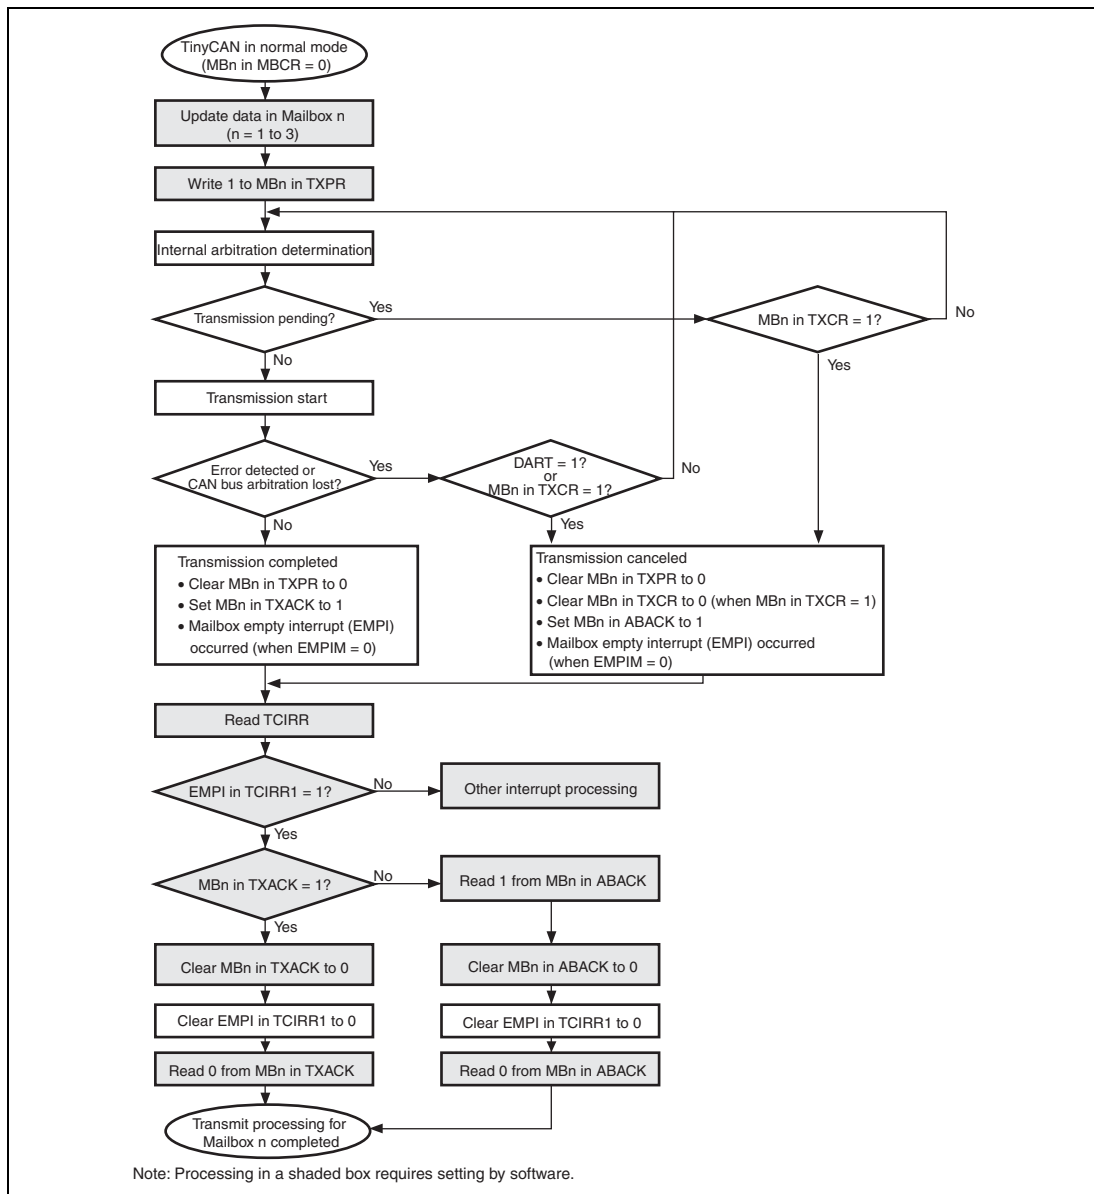 TinyCAN in normal mode
(MBn in MBCR = 0)
Update data in Mailbox n
(n = 1 to 3)
Write 1 to MBn in TXPR
Internal arbitration determination
Transmission pending?
Yes
MBn in TXCR = 1?
No
No
Yes
Transmission start
Error detected or
CAN bus arbitration lost?
Yes
DART = 1?
or
MBn in TXCR = 1?
No
No
Yes
Transmission completed
• Clear MBn in TXPR to 0
• Set MBn in TXACK to 1
• Mailbox empty interrupt (EMPI)
occurred (when EMPIM = 0)
Transmission canceled
• Clear MBn in TXPR to 0
• Clear MBn in TXCR to 0 (when MBn in TXCR = 1)
• Set MBn in ABACK to 1
• Mailbox empty interrupt (EMPI) occurred
(when EMPIM = 0)
Read TCIRR
EMPI in TCIRR1 = 1?
No
Other interrupt processing
Yes
MBn in TXACK = 1?
No
Read 1 from MBn in ABACK
Yes
Clear MBn in TXACK to 0
Clear MBn in ABACK to 0
Clear EMPI in TCIRR1 to 0
Clear EMPI in TCIRR1 to 0
Read 0 from MBn in TXACK
Read 0 from MBn in ABACK
Transmit processing for
Mailbox n completed
Note: Processing in a shaded box requires setting by software.